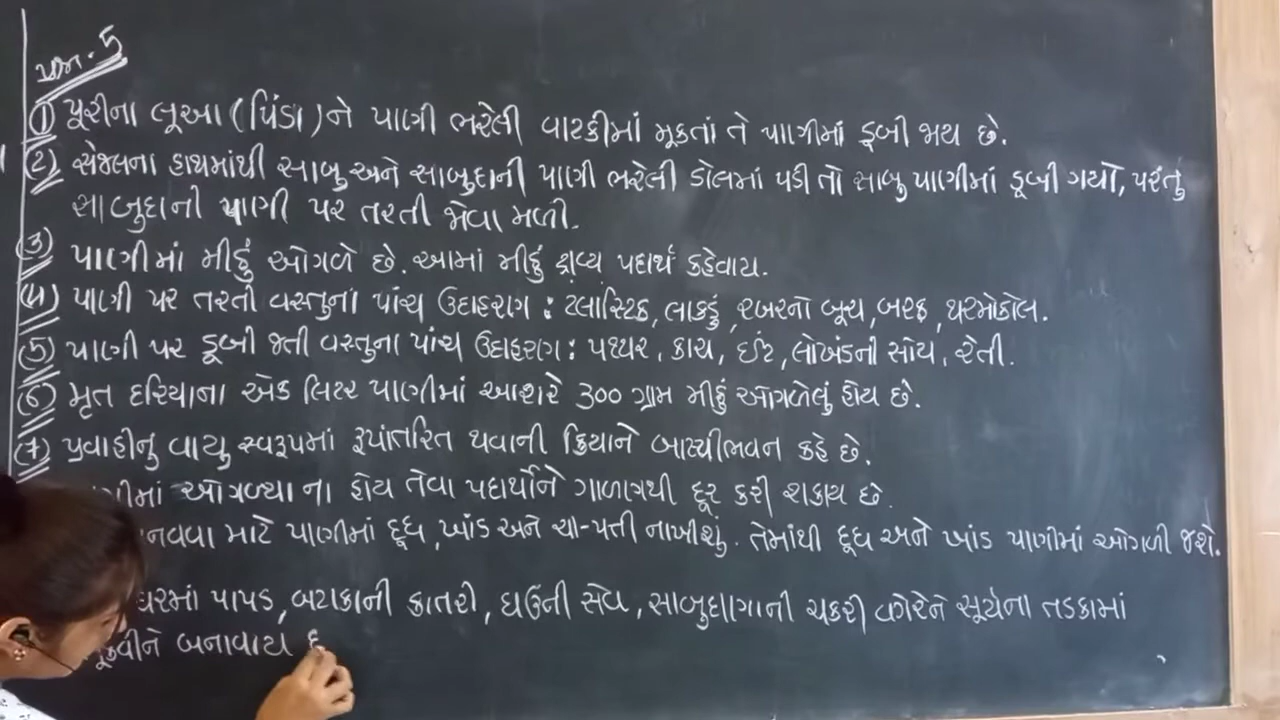 પ્રશ્ન.5
(1) પૂરીના લૂઆ (પિંડા) ને પાણી ભરેલી વાટકીમાં મૂકતાં તે પાણીમાં ડૂબી જાય છે.
(2) સેજલના હાથમાંથી સાબુ અને સાબુદાની પાણી ભરેલી ડોલમાં પડી તો સાબુ પાણીમાં ડૂબી ગયો, પરંતુ
સાબુદાની પાણી પર તરતી જોવા મળી.
(3) પાણીમાં મીઠું ઓગળે છે. આમાં મીઠું દ્રાવ્ય પદાર્થ કહેવાય.
(4) પાણી પર તરતી વસ્તુના પાંચ ઉદાહરણ : પ્લાસ્ટિક, લાકડું, રબરનો બૂચ, બરફ, થરમોકોલ.
(5) પાણી પર ડૂબી જતી વસ્તુના પાંચ ઉદાહરણ : પથ્થર, કાચ, ઈંટ, લોખંડની સોય, રેતી.
(6) મૃત દરિયાના એક લિટર પાણીમાં આશરે 300 ગ્રામ મીઠું ઓગળેલું હોય છે.
(7) પ્રવાહીનું વાયુ સ્વરૂપમાં રૂપાંતરિત થવાની ક્રિયાને બાષ્પીભવન કહે છે.
ઓગળ્યા ના હોય તેવા પદાર્થોને ગાળણથી દૂર કરી શકાય છે.
માટે પાણીમાં દૂધ, ખાંડ અને ચા-પત્તી નાખીશું. તેમાંથી દૂધ અને ખાંડ પાણીમાં ઓગળી જશે.
ઘરમાં પાપડ, બટાકાની કાતરી, ઘઉંની સેવ, સાબુદાણાની ચકરી વગેરેને સૂર્યના તડકામાં
બનાવાય